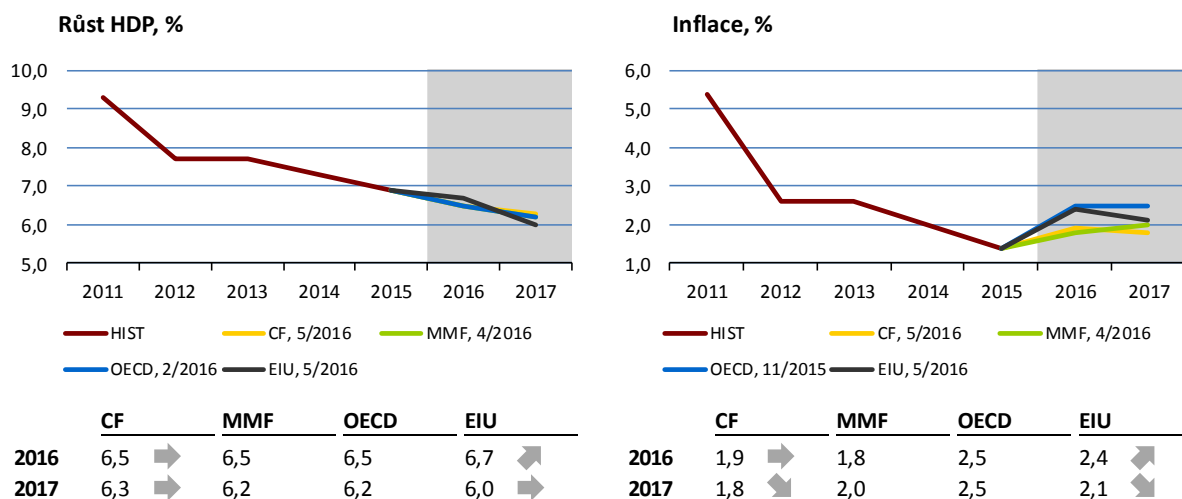 Růst HDP, %
10,0
9,0
8,0
7,0
6,0
5,0
2011 2012 2013 2014 2015 2016 2017
HIST CF, 5/2016 MMF, 4/2016
OECD, 2/2016 EIU, 5/2016
CF MMF OECD EIU
2016 6,5 6,5 6,5 6,7
2017 6,3 6,2 6,2 6,0
Inflace, %
6,0
5,0
4,0
3,0
2,0
1,0
2011 2012 2013 2014 2015 2016 2017
HIST CF, 5/2016 MMF, 4/2016
OECD, 11/2015 EIU, 5/2016
CF MMF OECD EIU
2016 1,9 1,8 2,5 2,4
2017 1,8 2,0 2,5 2,1